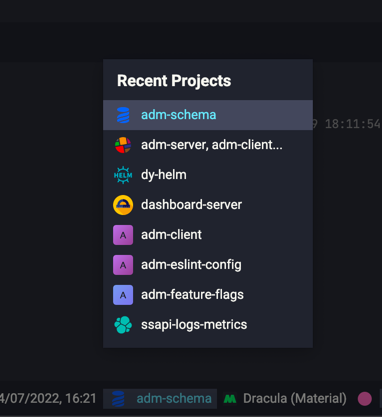 Recent Projects
adm-schema
9 18:11:54
adm-server, adm-client...
HELM dy-helm
dashboard-server
A adm-client
A adm-eslint-config
A adm-feature-flags
ssapi-logs-metrics
4/07/2022, 16:21 adm-schema Dracula (Material)